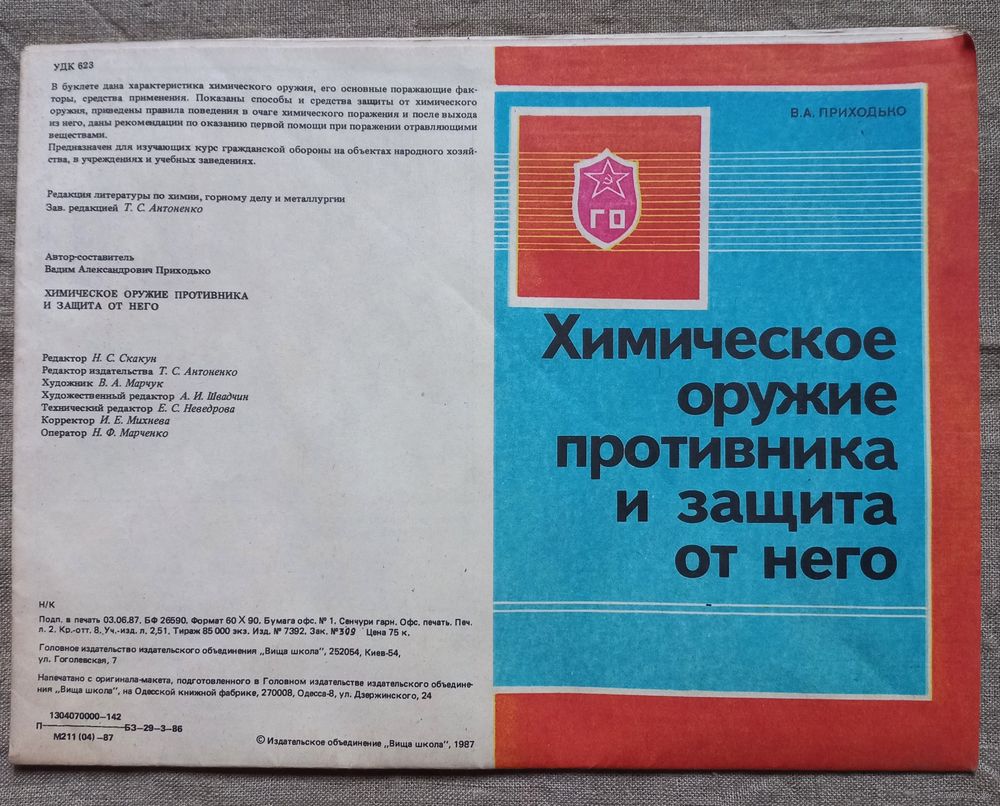 УДК 623
В буклете дана характеристика химического оружия, его основные поражающие фак-
торы, средства применения. Показаны способы и средства защиты от химического
оружия, приведены правила поведения в очаге химического поражения и после выхода
из него, даны рекомендации по оказанию первой помощи при поражении отравляющими
веществами.
Предназначен для изучающих курс гражданской обороны на объектах народного хозяй-
ства, в учреждениях и учебных заведениях.
Редакция литературы по химии, горному делу и металлургии
Зав. редакцией Т. С. Антоненко
Автор-составитель
Вадим Александрович Приходько
ХИМИЧЕСКОЕ ОРУЖИЕ ПРОТИВНИКА
И ЗАЩИТА ОТ НЕГО
Редактор Н. С. Скакун
Редактор издательства Т. С. Антоненко
Художник В. А. Марчук
Художественный редактор А. И. Швадчин
Технический редактор Е. С. Неведрова
Корректор И. Е. Михнева
Оператор Н. Ф. Марченко
Н/К
Подп. в печать 03.06.87. БФ 26590. Формат 60 X 90. Бумага офс. № 1. Сенчури гарн. Офс. печать. Печ.
л. 2. Кр.-отт. 8. Уч.-изд. л. 2,51. Тираж 85 000 экз. Изд. № 7392. Зак. №309 Цена 75 к.
Головное издательство издательского объединения „Вища школа", 252054, Киев-54,
ул. Гоголевская, 7
Напечатано с оригинала-макета, подготовленного в Головном издательстве издательского объедине-
ния „Вища школа", на Одесской книжной фабрике, 270008, Одесса-8, ул. Дзержинского, 24
1304070000–142
П————БЗ–29–3–86
М211 (04) –87
© Издательское объединение „Вища школа", 1987
В.А. ПРИХОДЬКО
ГО
Химическое
оружие
противника
и защита
от него